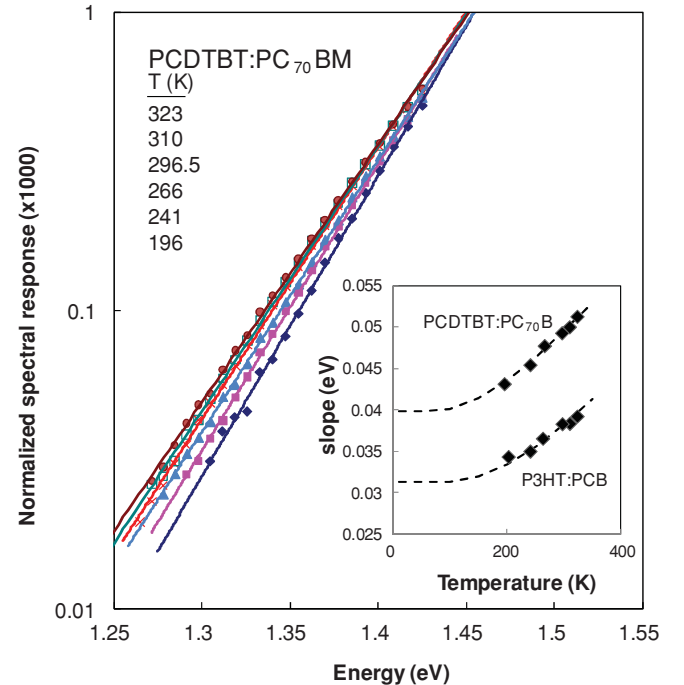 PCDTBT:PC70BM
T (K)
323
310
296.5
266
241
196
Normalized spectral response (x1000)
1
0.1
0.01
1.25 1.3 1.35 1.4 1.45 1.5 1.55
Energy (eV)
slope (eV)
0.055
0.05
0.045
0.04
0.035
0.03
0.025
PCDTBT:PC70B
P3HT:PCB
0 200 400
Temperature (K)